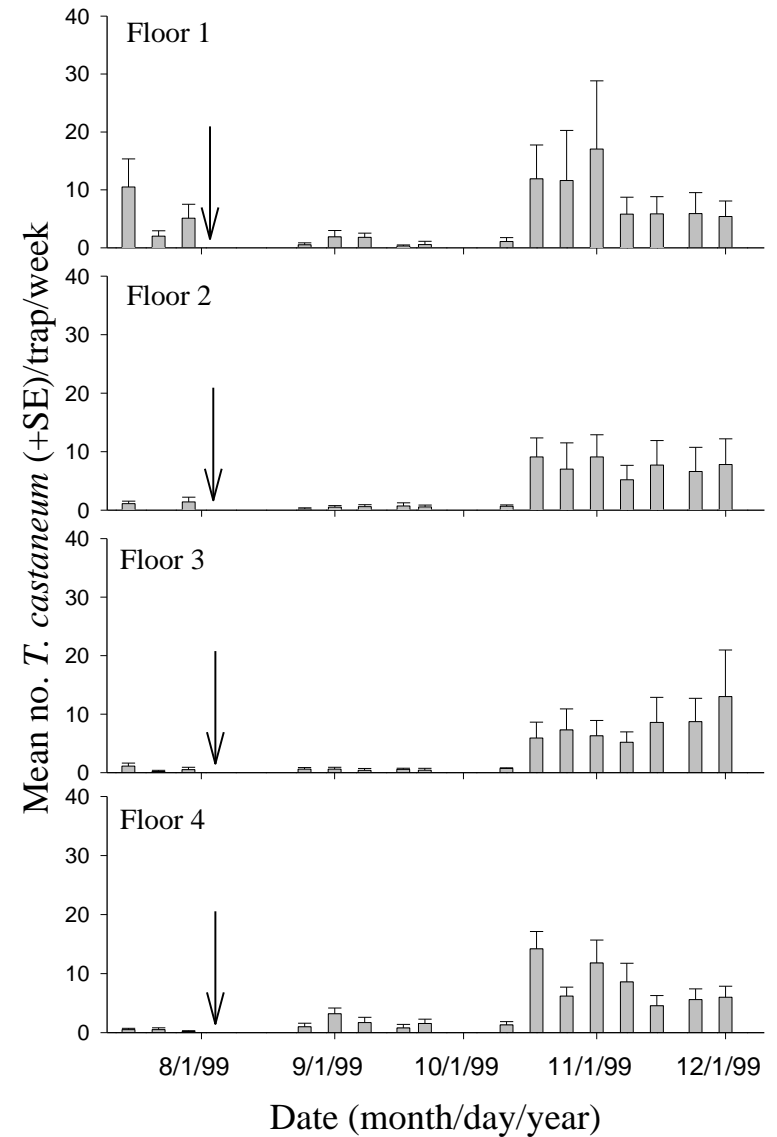 Mean no. T. castaneum (+SE)/trap/week
Floor 1
40
30
20
10
0
Floor 2
40
30
20
10
0
Floor 3
40
30
20
10
0
Floor 4
40
30
20
10
0
8/1/99 9/1/99 10/1/99 11/1/99 12/1/99
Date (month/day/year)